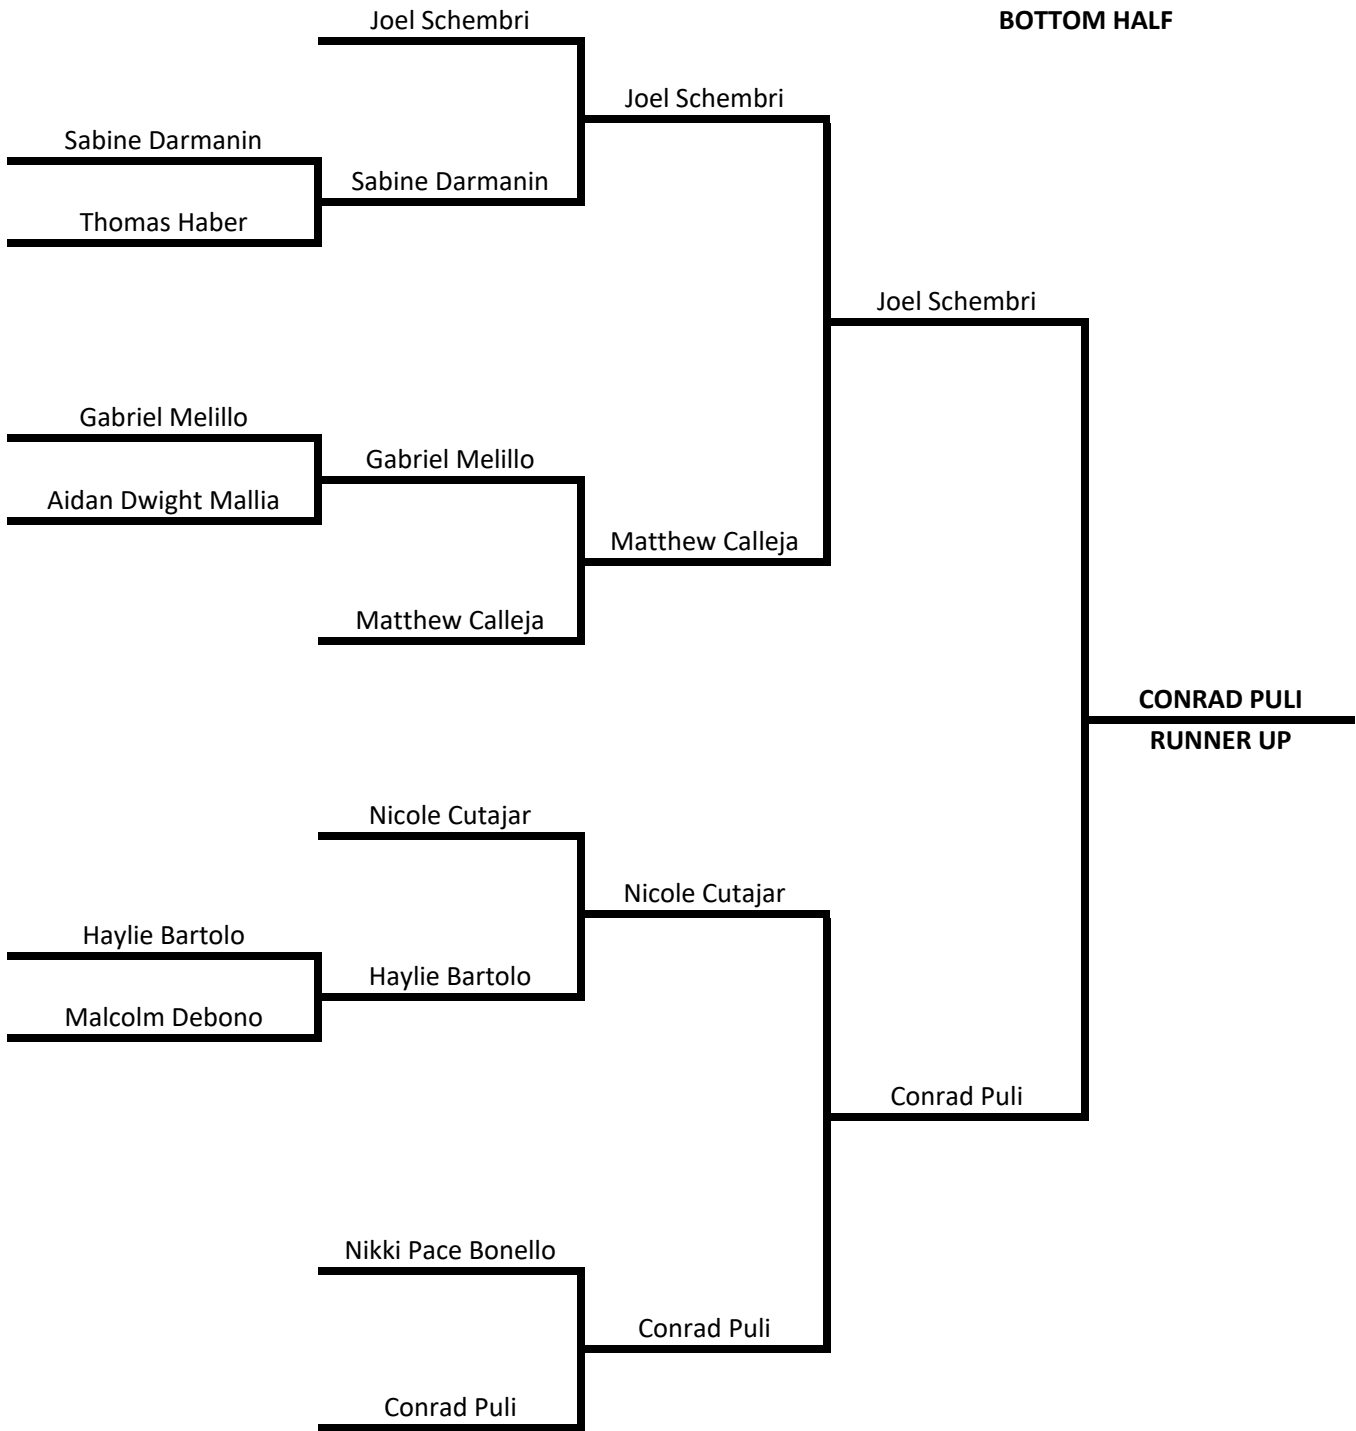 Joel Schembri
BOTTOM HALF
Joel Schembri
Sabine Darmanin
Sabine Darmanin
Thomas Haber
Joel Schembri
Gabriel Melillo
Gabriel Melillo
Aidan Dwight Mallia
Matthew Calleja
Matthew Calleja
CONRAD PULI
RUNNER UP
Nicole Cutajar
Nicole Cutajar
Haylie Bartolo
Haylie Bartolo
Malcolm Debono
Conrad Puli
Nikki Pace Bonello
Conrad Puli
Conrad Puli